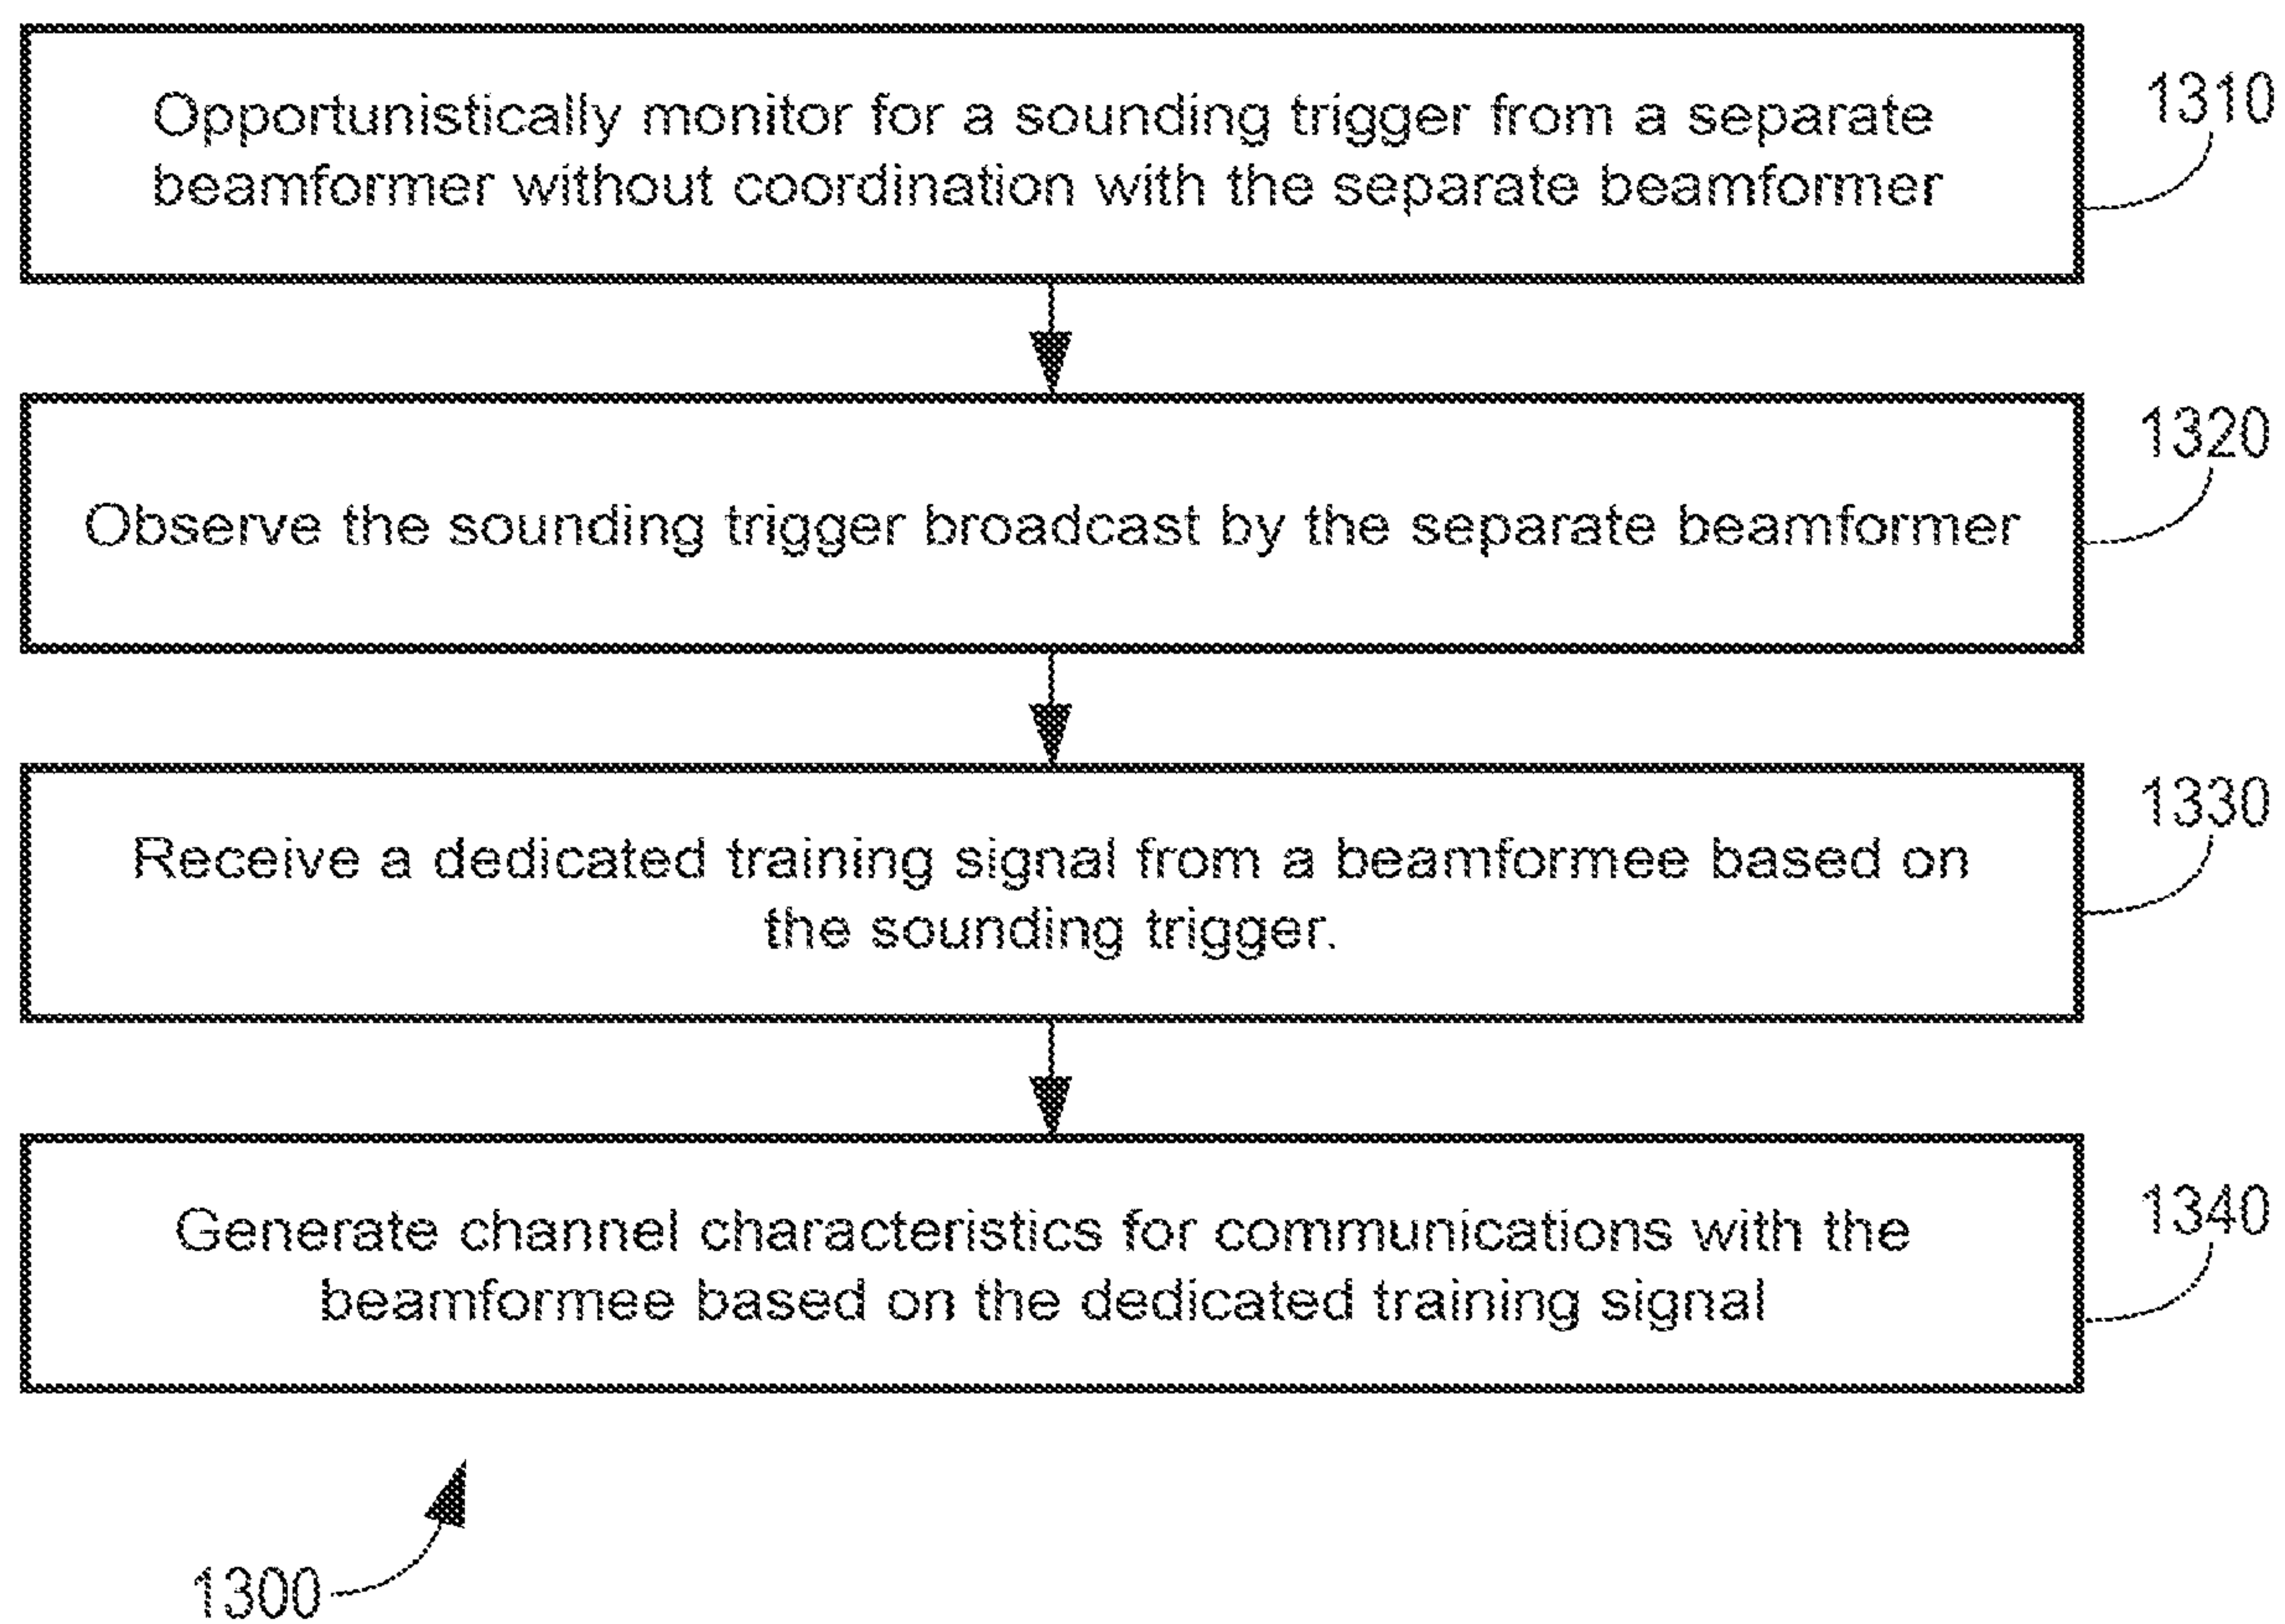 Opportunistically monitor for a sounding trigger from a separate
beamformer without coordination with the separate beamformer
1310
Observe the sounding trigger broadcast by the separate beamformer
1320
Receive a dedicated training signal from a beamformee based on
the sounding trigger.
1330
Generate channel characteristics for communications with the
beamformee based on the dedicated training signal
1340
1300